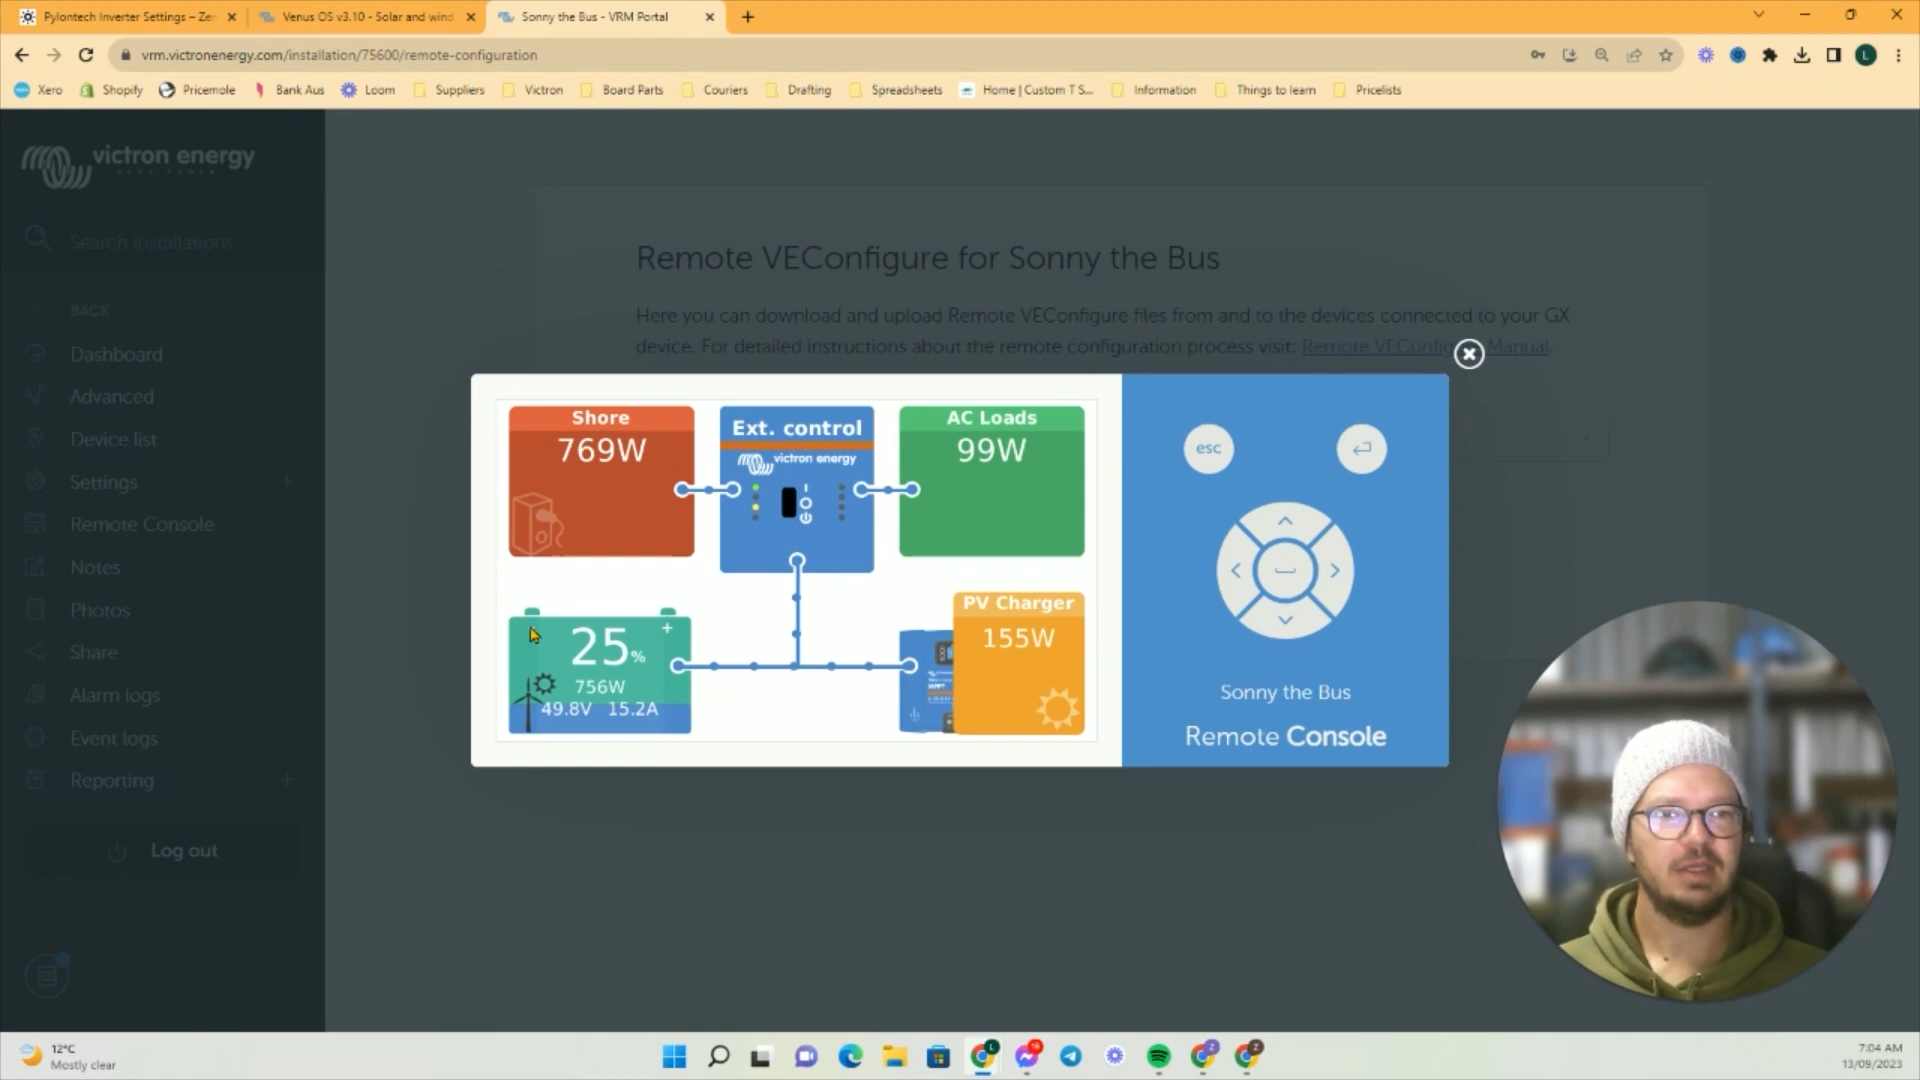 Pylontech Inverter Settings – Ze
Venus OS v3.10 - Solar and wind
Sonny the Bus - VRM Portal
vrm.victronenergy.com/installation/75600/remote-configuration
L
Xero
Shopify
Pricemole
Bank Aus
Loom
Suppliers
Victron
Board Parts
Couriers
Drafting
Spreadsheets
Home | Custom T S...
Information
Things to learn
Pricelists
victron energy
BLUE POWER
Search installations
BACK
Dashboard
Advanced
Device list
Settings
Remote Console
Notes
Photos
Share
Alarm logs
Event logs
Reporting
Log out
Remote VEConfigure for Sonny the Bus
Here you can download and upload Remote VEConfigure files from and to the devices connected to your GX
device. For detailed instructions about the remote configuration process visit: Remote VEConfig Manual.
Shore
769W
Ext. control
victron energy
AC Loads
99W
25%
756W
49.8V 15.2A
PV Charger
155W
esc
Sonny the Bus
Remote Console
12°C
Mostly clear
7:04 AM
13/09/2023